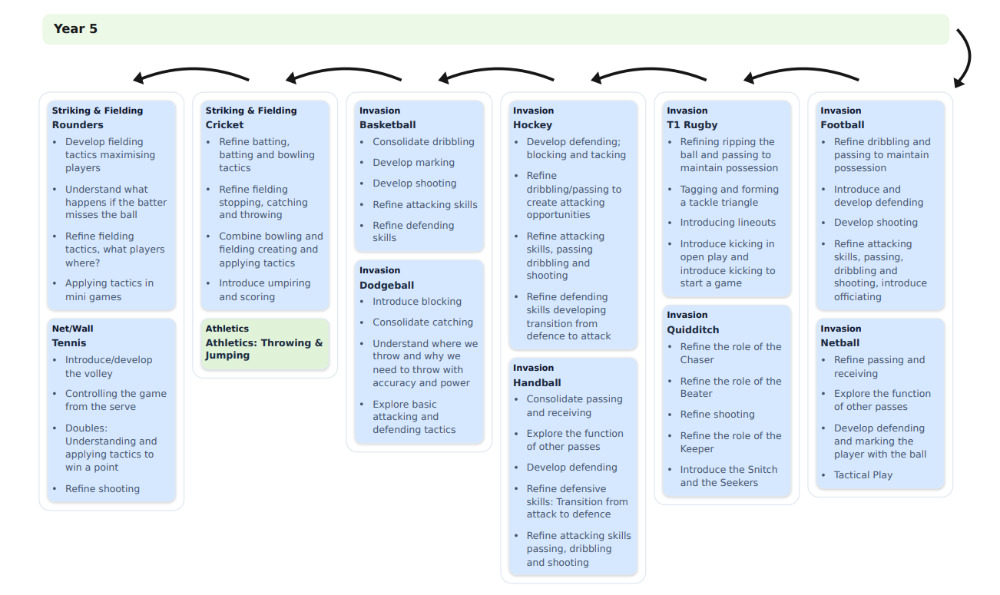 Year 5
Striking & Fielding
Rounders
• Develop fielding
tactics maximising
players
• Understand what
happens if the batter
misses the ball
• Refine fielding
tactics, what players
where?
• Applying tactics in
mini games
Net/Wall
Tennis
• Introduce/develop
the volley
• Controlling the game
from the serve
• Doubles:
Understanding and
applying tactics to
win a point
• Refine shooting
Striking & Fielding
Cricket
• Refine batting,
batting and bowling
tactics
• Refine fielding
stopping, catching
and throwing
• Combine bowling and
fielding creating and
applying tactics
• Introduce umpiring
and scoring
Athletics
Athletics: Throwing &
Jumping
Invasion
Basketball
• Consolidate dribbling
• Develop marking
• Develop shooting
• Refine attacking skills
• Refine defending
skills
Invasion
Dodgeball
• Introduce blocking
• Consolidate catching
• Understand where we
throw and why we
need to throw with
accuracy and power
• Explore basic
attacking and
defending tactics
Invasion
Hockey
• Develop defending;
blocking and tacking
• Refine
dribbling/passing to
create attacking
opportunities
• Refine attacking
skills, passing
dribbling and
shooting
• Refine defending
skills developing
transition from
defence to attack
Invasion
Handball
• Consolidate passing
and receiving
• Explore the function
of other passes
• Develop defending
• Refine defensive
skills: Transition from
attack to defence
• Refine attacking skills
passing, dribbling
and shooting
Invasion
T1 Rugby
• Refining ripping the
ball and passing to
maintain possession
• Tagging and forming
a tackle triangle
• Introducing lineouts
• Introduce kicking in
open play and
introduce kicking to
start a game
Invasion
Quidditch
• Refine the role of the
Chaser
• Refine the role of the
Beater
• Refine shooting
• Refine the role of the
Keeper
• Introduce the Snitch
and the Seekers
Invasion
Football
• Refine dribbling and
passing to maintain
possession
• Introduce and
develop defending
• Develop shooting
• Refine attacking
skills, passing,
dribbling and
shooting, introduce
officiating
Invasion
Netball
• Refine passing and
receiving
• Explore the function
of other passes
• Develop defending
and marking the
player with the ball
• Tactical Play